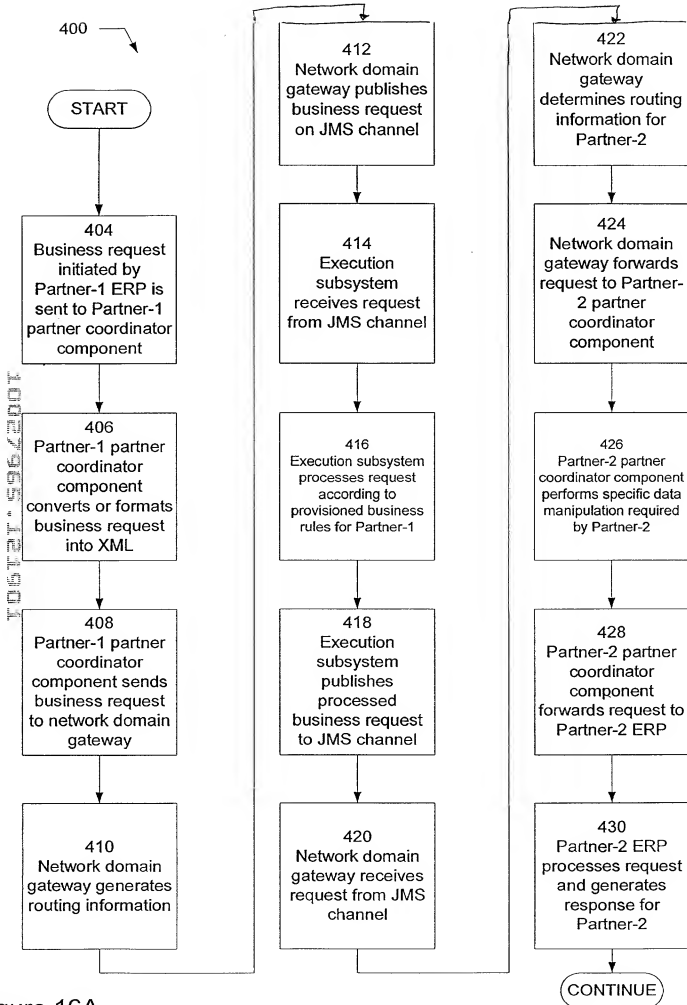 400
START
404
Business request
initiated by
Partner-1 ERP is
sent to Partner-1
partner coordinator
component
406
Partner-1 partner
coordinator
component
converts or formats
business request
into XML
408
Partner-1 partner
coordinator
component sends
business request
to network domain
gateway
410
Network domain
gateway generates
routing information
412
Network domain
gateway publishes
business request
on JMS channel
414
Execution
subsystem
receives request
from JMS channel
416
Execution subsystem
processes request
according to
provisioned business
rules for Partner-1
418
Execution
subsystem
publishes
processed
business request
to JMS channel
420
Network domain
gateway receives
request from JMS
channel
422
Network domain
gateway
determines routing
information for
Partner-2
424
Network domain
gateway forwards
request to Partner-
2 partner
coordinator
component
426
Partner-2 partner
coordinator component
performs specific data
manipulation required
by Partner-2
428
Partner-2 partner
coordinator
component
forwards request to
Partner-2 ERP
430
Partner-2 ERP
processes request
and generates
response for
Partner-2
CONTINUE